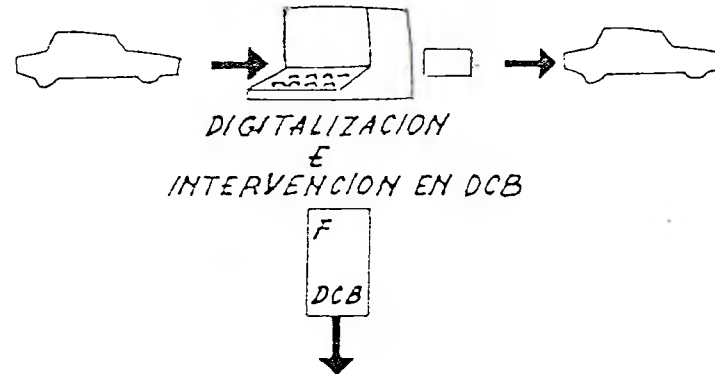 DIGITALIZACION
E
INTERVENCION EN DCB
F
DCB